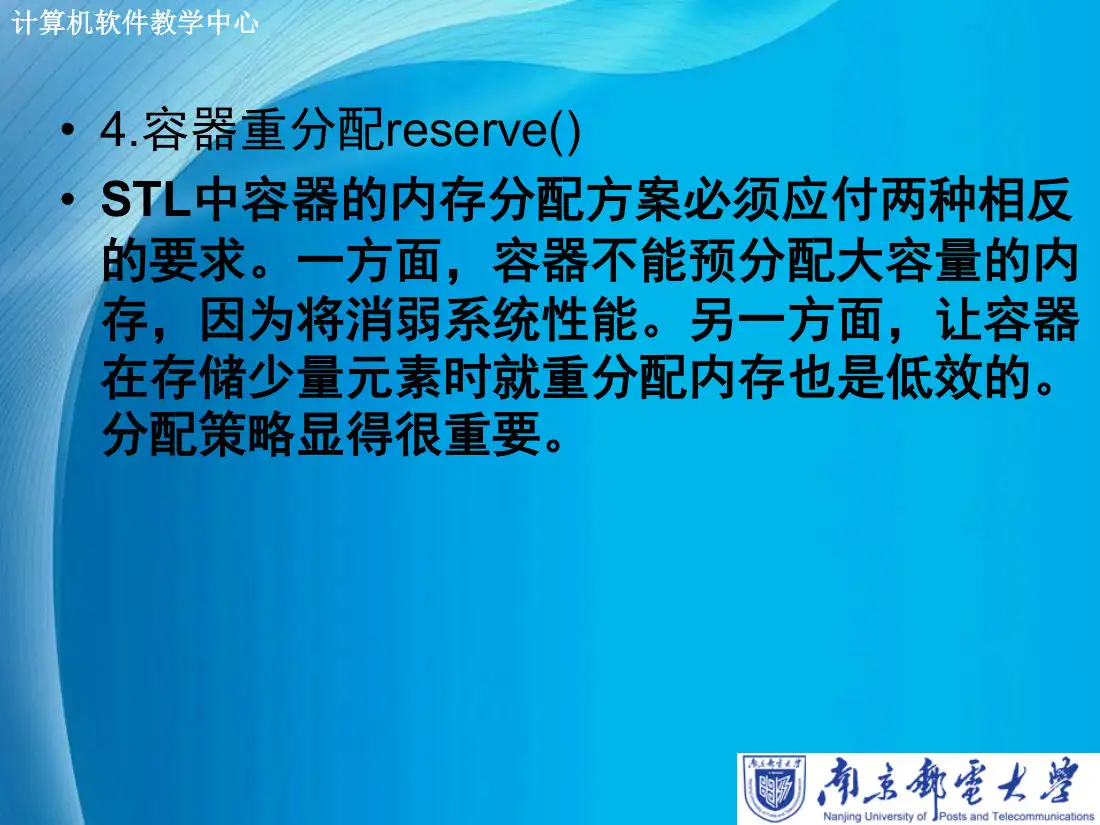 计算机软件教学中心
• 4.容器重分配reserve()
• STL中容器的内存分配方案必须应付两种相反
的要求。一方面，容器不能预分配大容量的内
存，因为将消弱系统性能。另一方面，让容器
在存储少量元素时就重分配内存也是低效的。
分配策略显得很重要。
南京邮电大学
南京郵電大學
Nanjing University of Posts and Telecommunications